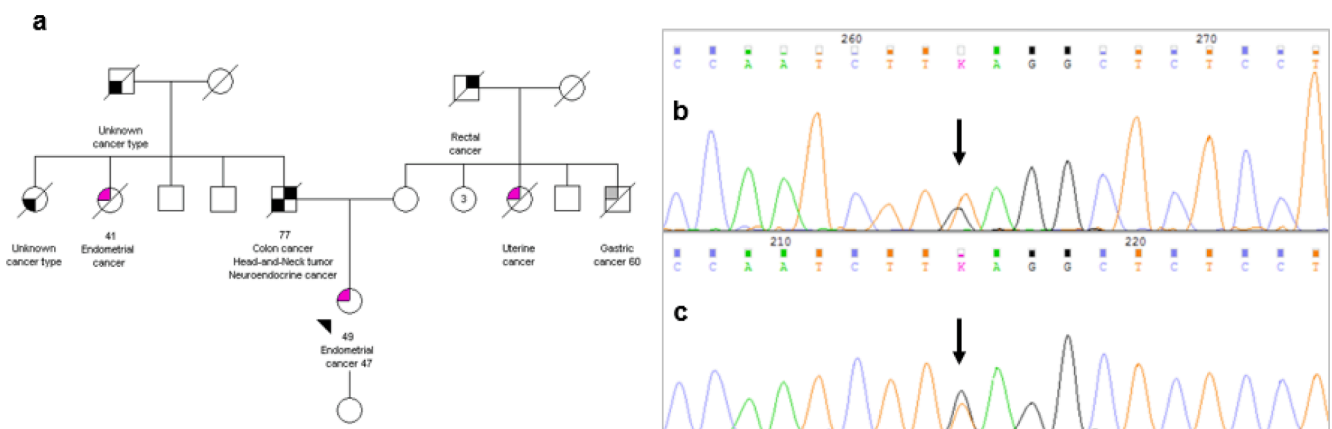 a
Unknown
cancer type
Rectal
cancer
3
Unknown
cancer type
41
Endometrial
cancer
77
Colon cancer
Head-and-Neck tumor
Neuroendocrine cancer
Uterine
cancer
Gastric
cancer 60
49
Endometrial
cancer 47
260 270
C C A A T C T T K A G G C T C T C C T
b
210 220
C C A A T C T T K A G G C T C T C C T
c